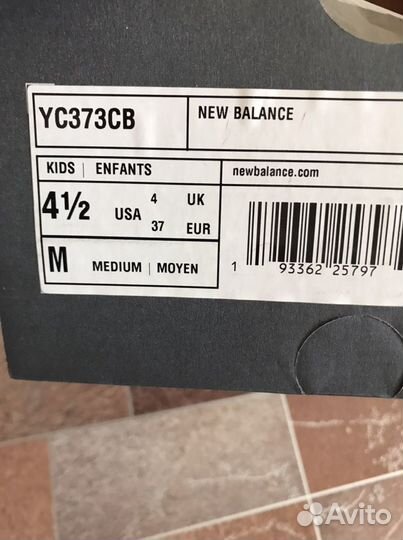 YC373CB
NEW BALANCE
KIDS | ENFANTS
newbalance.com
4½ USA 4 UK
37 EUR
M MEDIUM | MOYEN
1 93362 25797
Avito